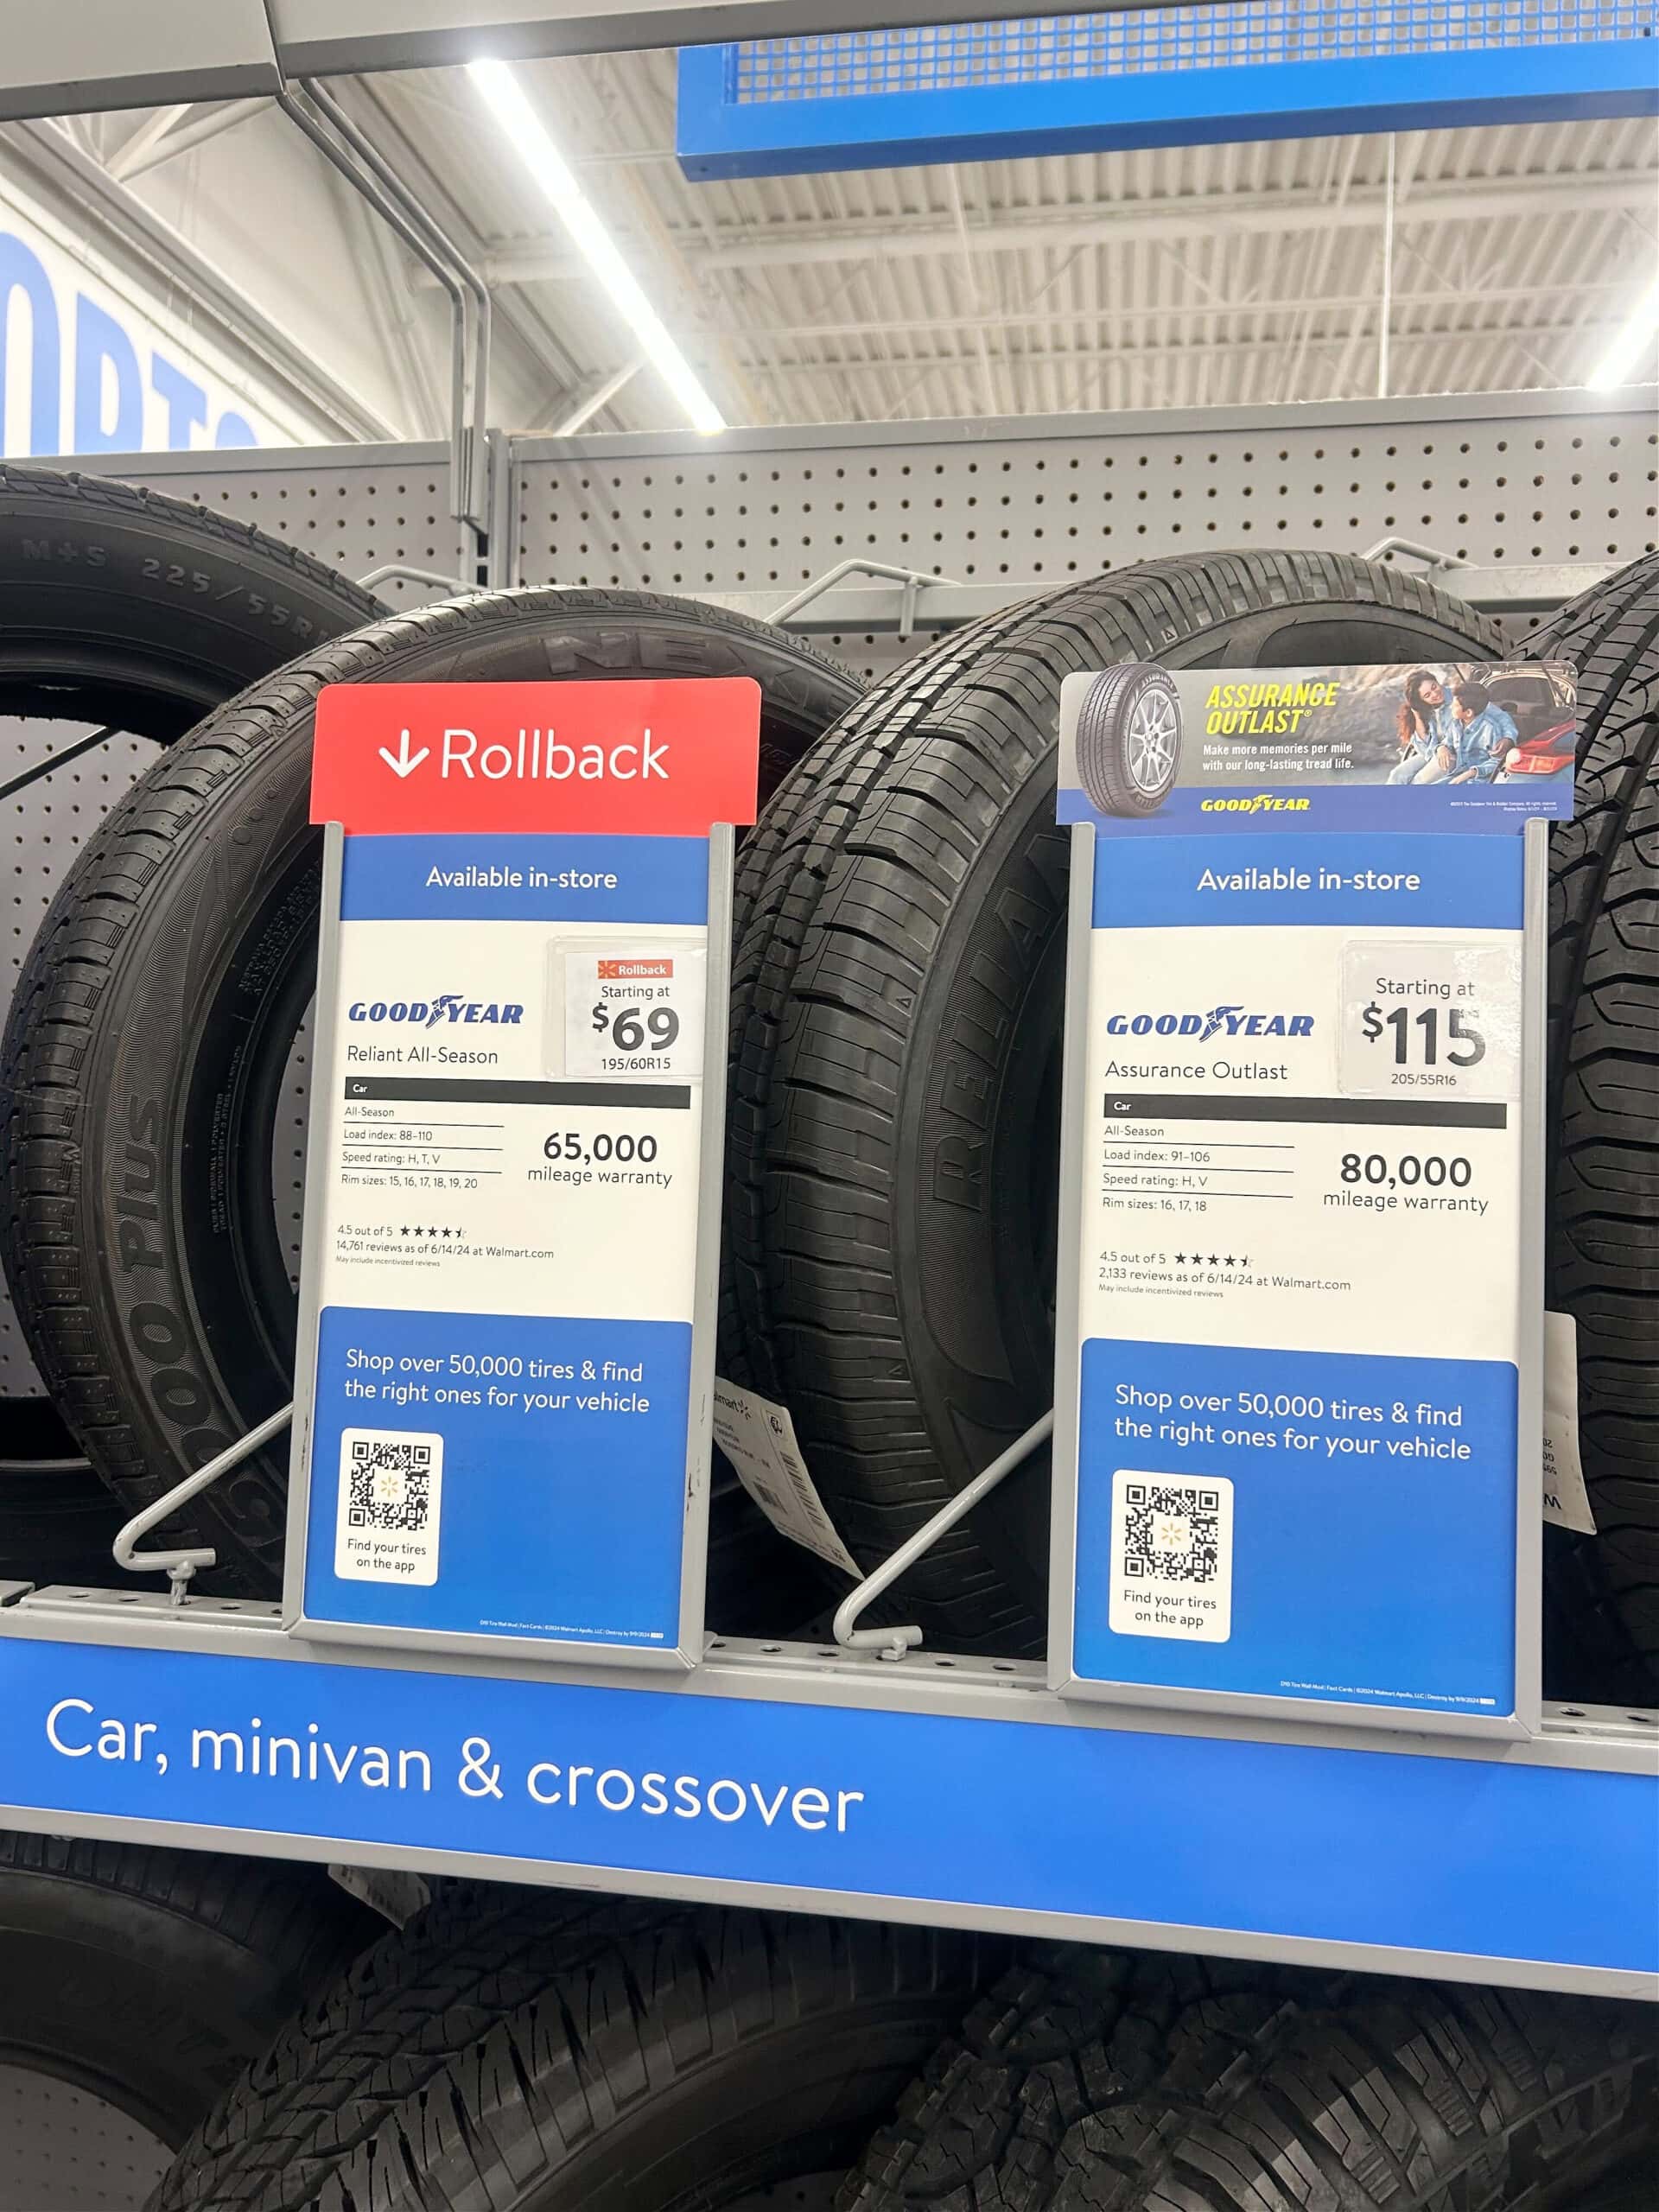 M+S 225/55R
NEX
Rollback
Available in-store
Rollback
Starting at
$69
195/60R15
GOODYEAR
Reliant All-Season
Car
All-Season
Load index: 88-110
Speed rating: H, T, V
Rim sizes: 15, 16, 17, 18, 19, 20
65,000
mileage warranty
4.5 out of 5
14,761 reviews as of 6/14/24 at Walmart.com
May include incentivized reviews
Shop over 50,000 tires & find
the right ones for your vehicle
Find your tires
on the app
PLUS
RELIA
ASSURANCE
OUTLAST®
Make more memories per mile
with our long-lasting tread life.
GOODYEAR
Available in-store
Starting at
$115
205/55R16
GOODYEAR
Assurance Outlast
Car
All-Season
Load index: 91-106
Speed rating: H, V
Rim sizes: 16, 17, 18
80,000
mileage warranty
4.5 out of 5
2,133 reviews as of 6/14/24 at Walmart.com
May include incentivized reviews
Shop over 50,000 tires & find
the right ones for your vehicle
Find your tires
on the app
Car, minivan & crossover